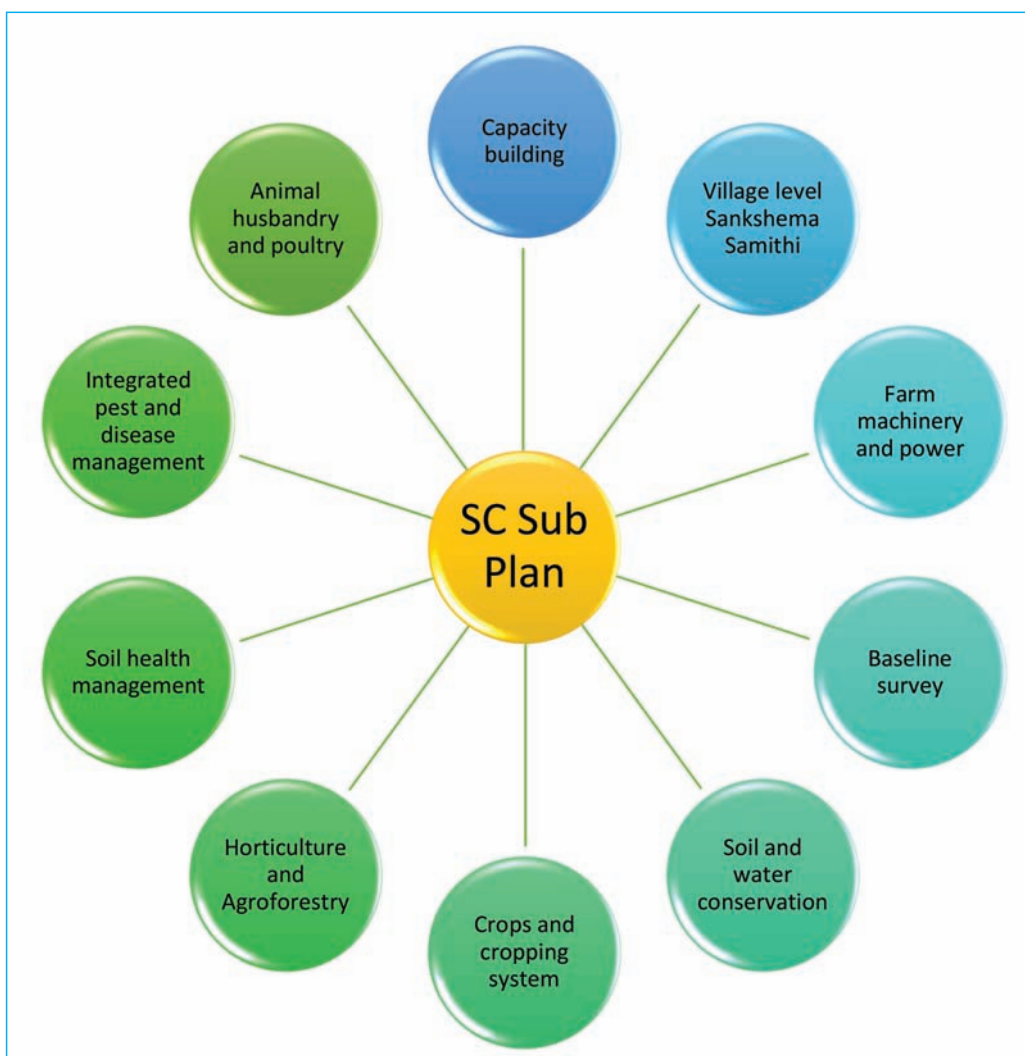 Capacity
building
Village level
Sankshema
Samithi
Farm
machinery
and power
Baseline
survey
Soil and
water
conservation
Crops and
cropping
system
Horticulture
and
Agroforestry
Soil health
management
Integrated
pest and
disease
management
Animal
husbandry
and poultry
SC Sub
Plan